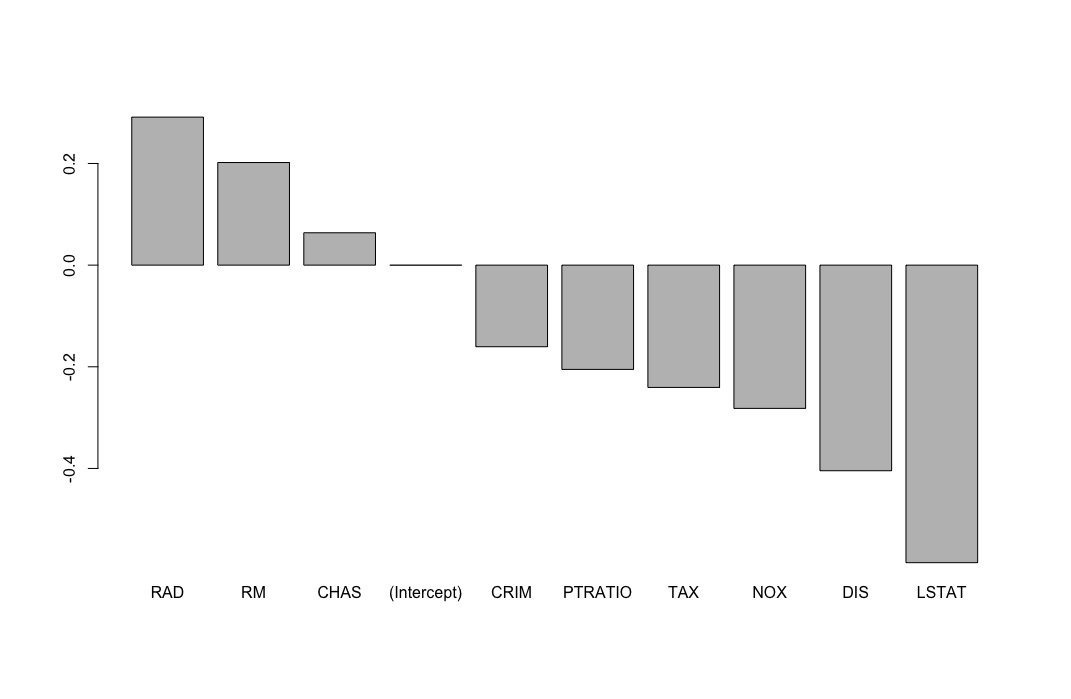 0.2
0.0
-0.2
-0.4
RAD RM CHAS (Intercept) CRIM PTRATIO TAX NOX DIS LSTAT